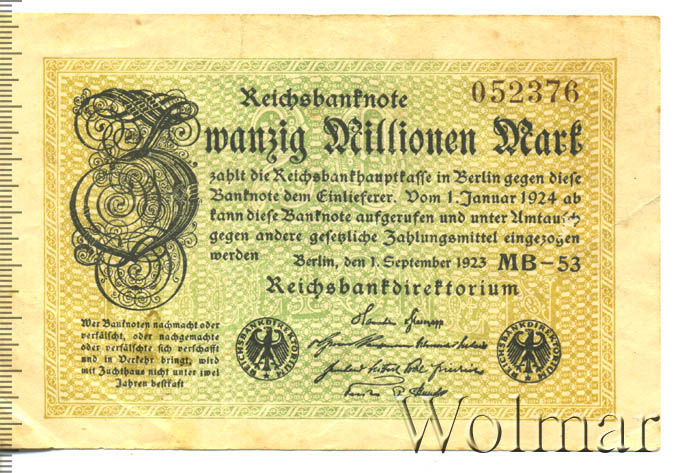 Reichsbanknote
052376
Zwanzig Millionen Mark
zahlt die Reichsbankhauptkasse in Berlin gegen diese
Banknote dem Einlieferer. Vom 1. Januar 1924 ab
kann diese Banknote aufgerufen und unter Umtausch
gegen andere gesetzliche Zahlungsmittel eingezogen
werden
Berlin, den 1. September 1923
MB-53
Reichsbankdirektorium
Wer Banknoten nachmacht oder
verfälscht, oder nachgemachte
oder verfälschte sich verschafft
und in Verkehr bringt, wird
mit Zuchthaus nicht unter zwei
Jahren bestraft
REICHSBANKDIREKTORIUM
REICHSBANKDIREKTORIUM
Wolmar